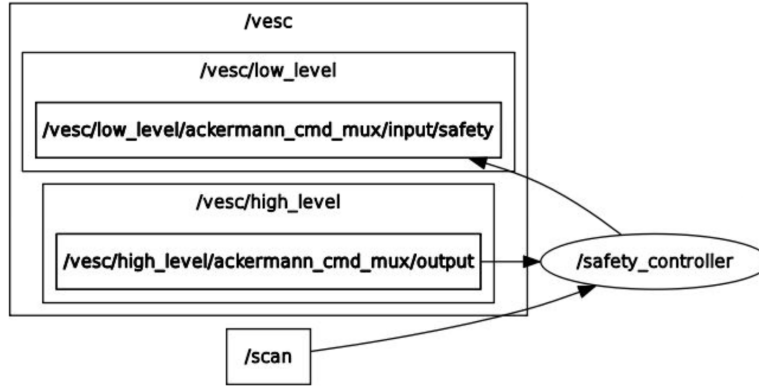 /vesc
/vesc/low_level
/vesc/low_level/ackermann_cmd_mux/input/safety
/vesc/high_level
/vesc/high_level/ackermann_cmd_mux/output
/safety_controller
/scan